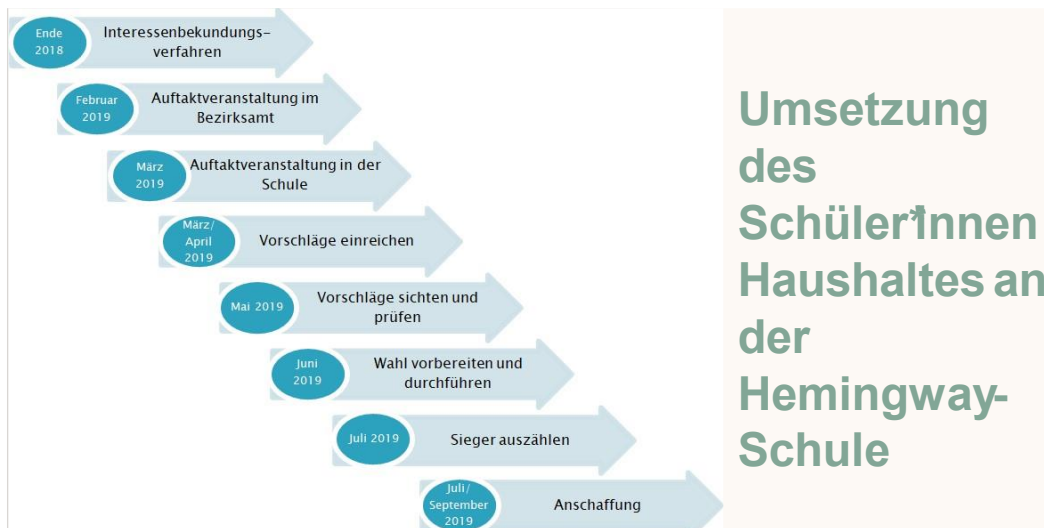 Ende
2018
Interessenbekundungs-
verfahren
Februar
2019
Auftaktveranstaltung im
Bezirksamt
März
2019
Auftaktveranstaltung in der
Schule
März/
April
2019
Vorschläge einreichen
Mai 2019
Vorschläge sichten und
prüfen
Juni
2019
Wahl vorbereiten und
durchführen
Juli 2019
Sieger auszählen
Juli/
September
2019
Anschaffung
Umsetzung
des
Schüler*Innen
Haushaltes an
der
Hemingway-
Schule